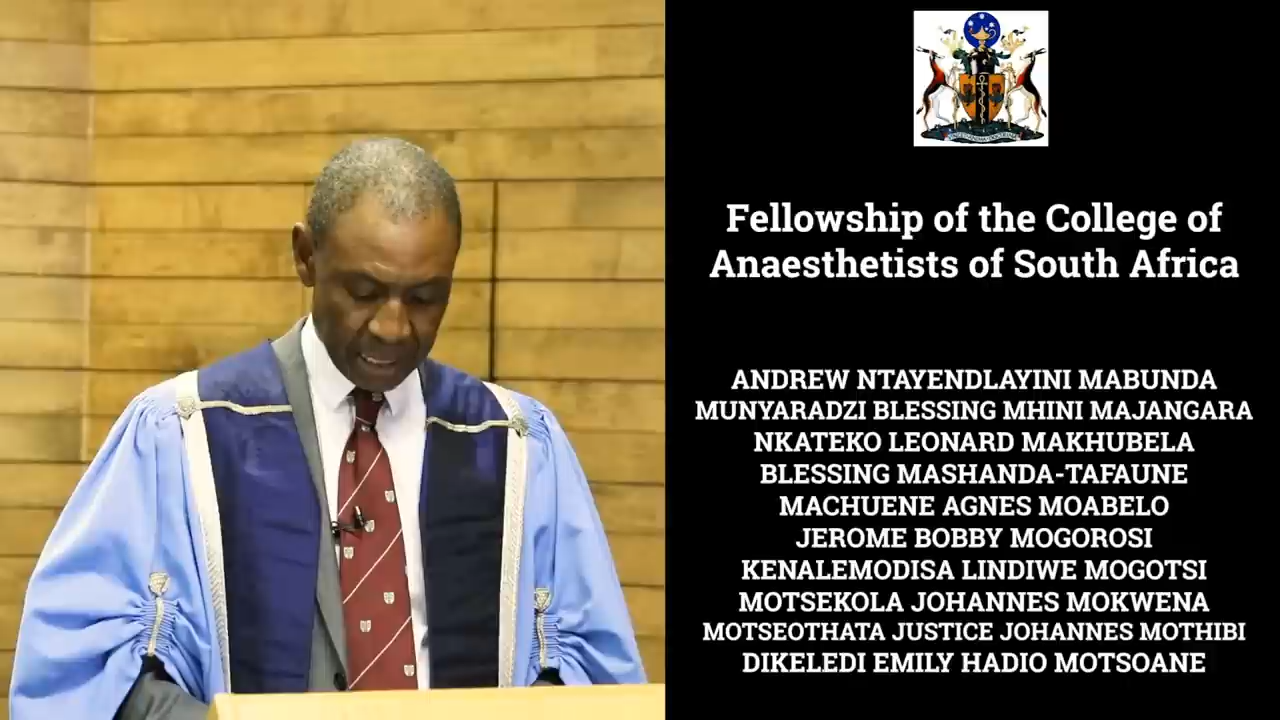 Fellowship of the College of
Anaesthetists of South Africa
ANDREW NTAYENDLAYINI MABUNDA
MUNYARADZI BLESSING MHINI MAJANGARA
NKATEKO LEONARD MAKHUBELA
BLESSING MASHANDA-TAFAUNE
MACHUENE AGNES MOABELO
JEROME BOBBY MOGOROSI
KENALEMODISA LINDIWE MOGOTSI
MOTSEKOLA JOHANNES MOKWENA
MOTSEOTHATA JUSTICE JOHANNES MOTHIBI
DIKELEDI EMILY HADIO MOTSOANE